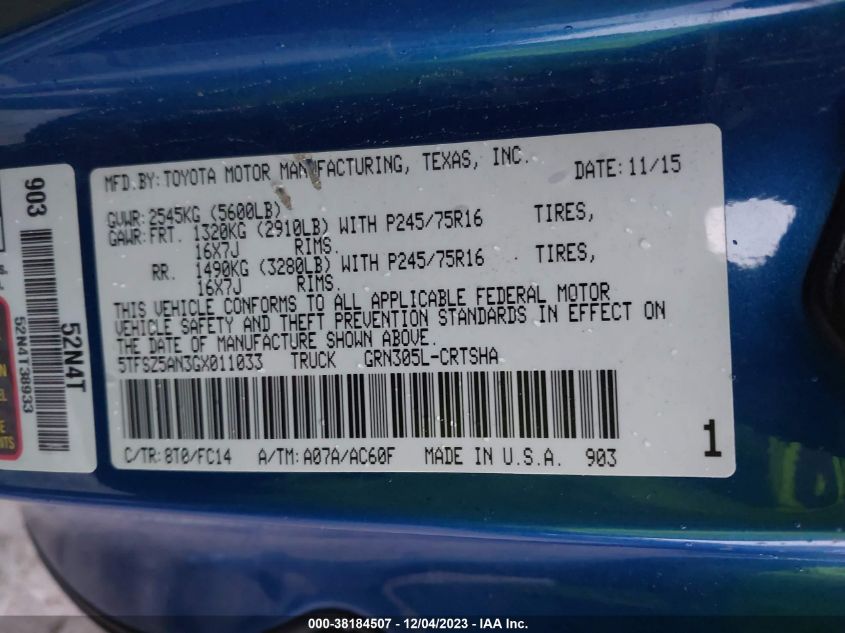 MFD.BY:TOYOTA MOTOR MANUFACTURING, TEXAS, INC. DATE:11/15
GVWR:2545KG (5600LB)
GAWR:FRT. 1320KG (2910LB) WITH P245/75R16 TIRES,
16X7J RIMS.
RR. 1490KG (3280LB) WITH P245/75R16 TIRES,
16X7J RIMS.
THIS VEHICLE CONFORMS TO ALL APPLICABLE FEDERAL MOTOR
VEHICLE SAFETY AND THEFT PREVENTION STANDARDS IN EFFECT ON
THE DATE OF MANUFACTURE SHOWN ABOVE.
5TFSZ5AN3GX011033 TRUCK GRN305L-CRTSHA
C/TR:8T0/FC14 A/TM:A07A/AC60F MADE IN U.S.A. 903
1
903
52N4T
52N4T38933
000-38184507 - 12/04/2023 - IAA Inc.